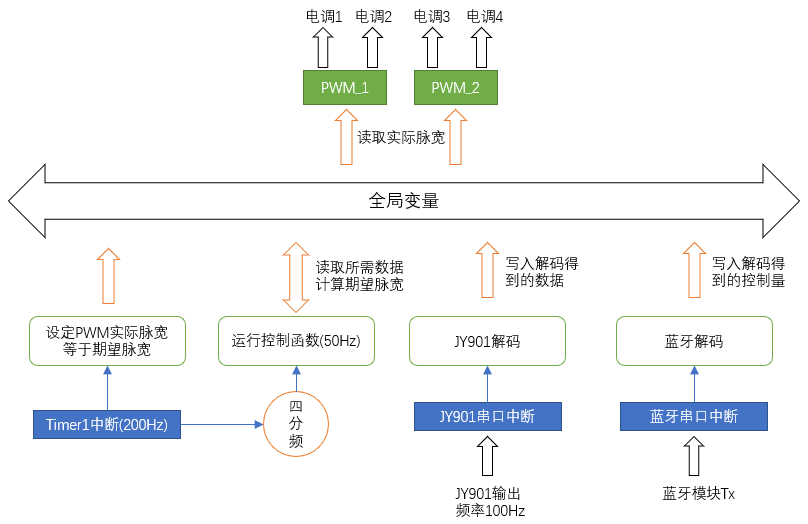 电调1
电调2
电调3
电调4
PWM_1
PWM_2
读取实际脉宽
全局变量
读取所需数据
计算期望脉宽
写入解码得
到的数据
写入解码得
到的控制量
设定PWM实际脉宽
等于期望脉宽
运行控制函数(50Hz)
JY901解码
蓝牙解码
Timer1中断(200Hz)
四
分
频
JY901串口中断
蓝牙串口中断
JY901输出
频率100Hz
蓝牙模块Tx